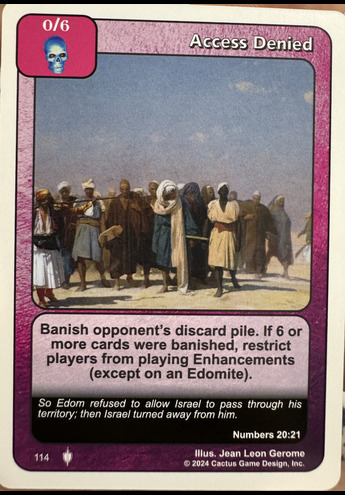 0/6
Access Denied
Banish opponent's discard pile. If 6 or
more cards were banished, restrict
players from playing Enhancements
(except on an Edomite).
So Edom refused to allow Israel to pass through his
territory; then Israel turned away from him.
Numbers 20:21
114
Illus. Jean Leon Gerome
© 2024 Cactus Game Design, Inc.